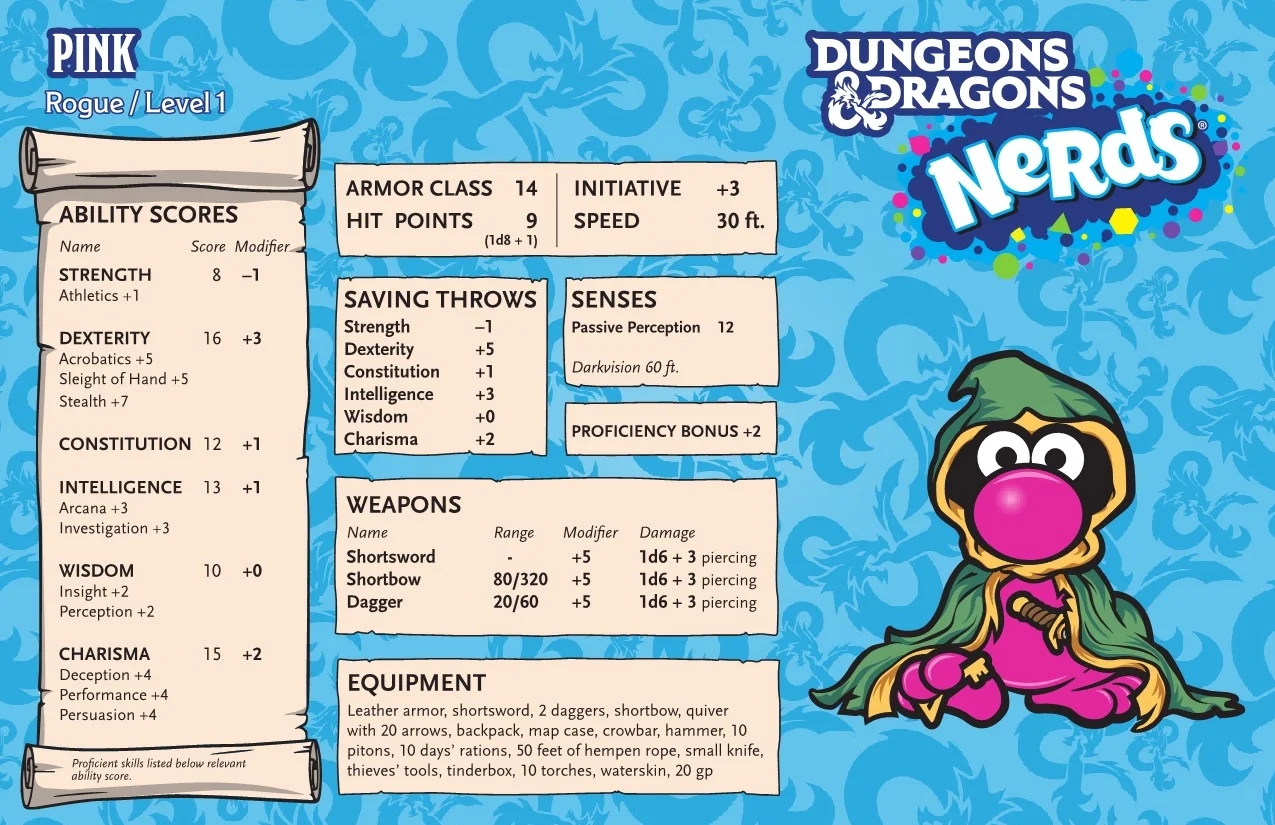 PINK
Rogue / Level 1
ABILITY SCORES
Name Score Modifier
STRENGTH 8 –1
Athletics +1
DEXTERITY 16 +3
Acrobatics +5
Sleight of Hand +5
Stealth +7
CONSTITUTION 12 +1
INTELLIGENCE 13 +1
Arcana +3
Investigation +3
WISDOM 10 +0
Insight +2
Perception +2
CHARISMA 15 +2
Deception +4
Performance +4
Persuasion +4
Proficient skills listed below relevant
ability score.
ARMOR CLASS 14
HIT POINTS 9
(1d8 + 1)
INITIATIVE +3
SPEED 30 ft.
SAVING THROWS
Strength –1
Dexterity +5
Constitution +1
Intelligence +3
Wisdom +0
Charisma +2
SENSES
Passive Perception 12
Darkvision 60 ft.
PROFICIENCY BONUS +2
WEAPONS
Name Range Modifier Damage
Shortsword - +5 1d6 + 3 piercing
Shortbow 80/320 +5 1d6 + 3 piercing
Dagger 20/60 +5 1d6 + 3 piercing
EQUIPMENT
Leather armor, shortsword, 2 daggers, shortbow, quiver
with 20 arrows, backpack, map case, crowbar, hammer, 10
pitons, 10 days’ rations, 50 feet of hempen rope, small knife,
thieves’ tools, tinderbox, 10 torches, waterskin, 20 gp
DUNGEONS
& DRAGONS
NeRds®